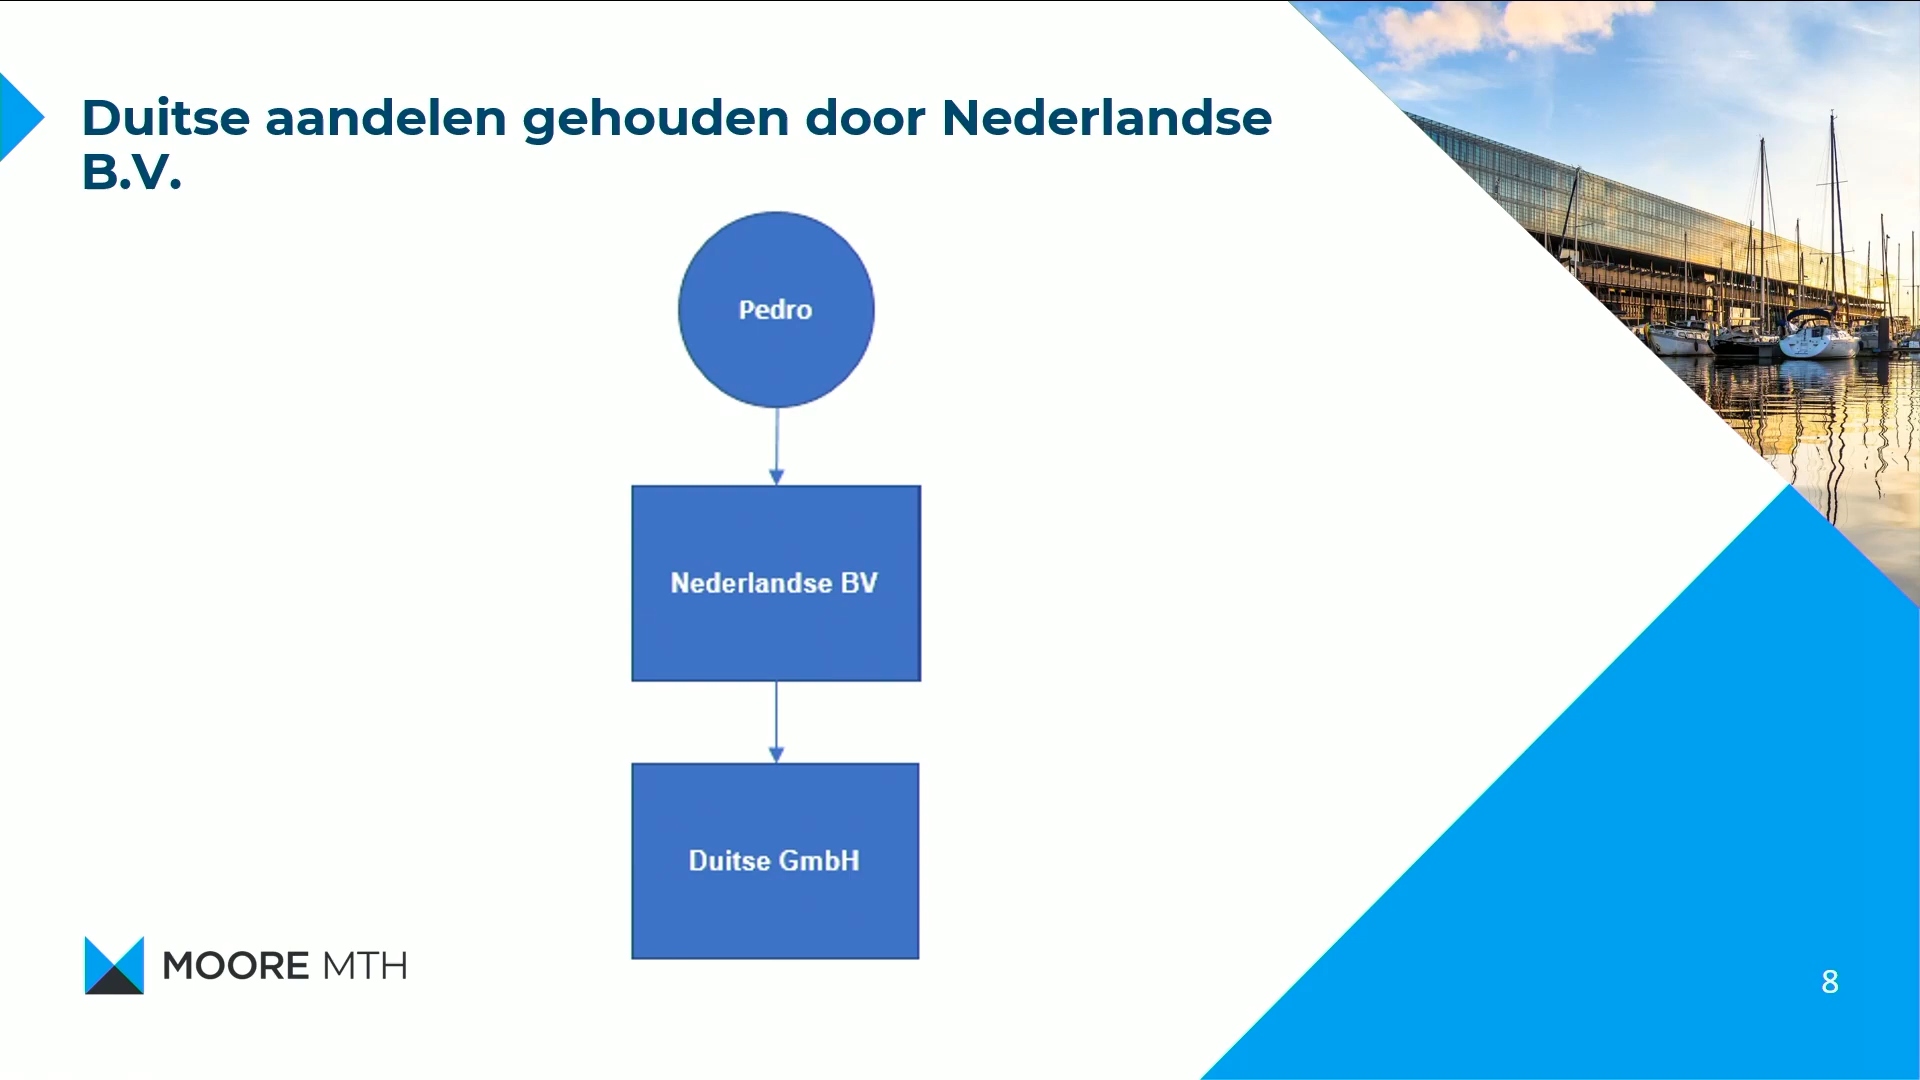 Duitse aandelen gehouden door Nederlandse
B.V.
Pedro
Nederlandse BV
Duitse GmbH
MOORE MTH
8